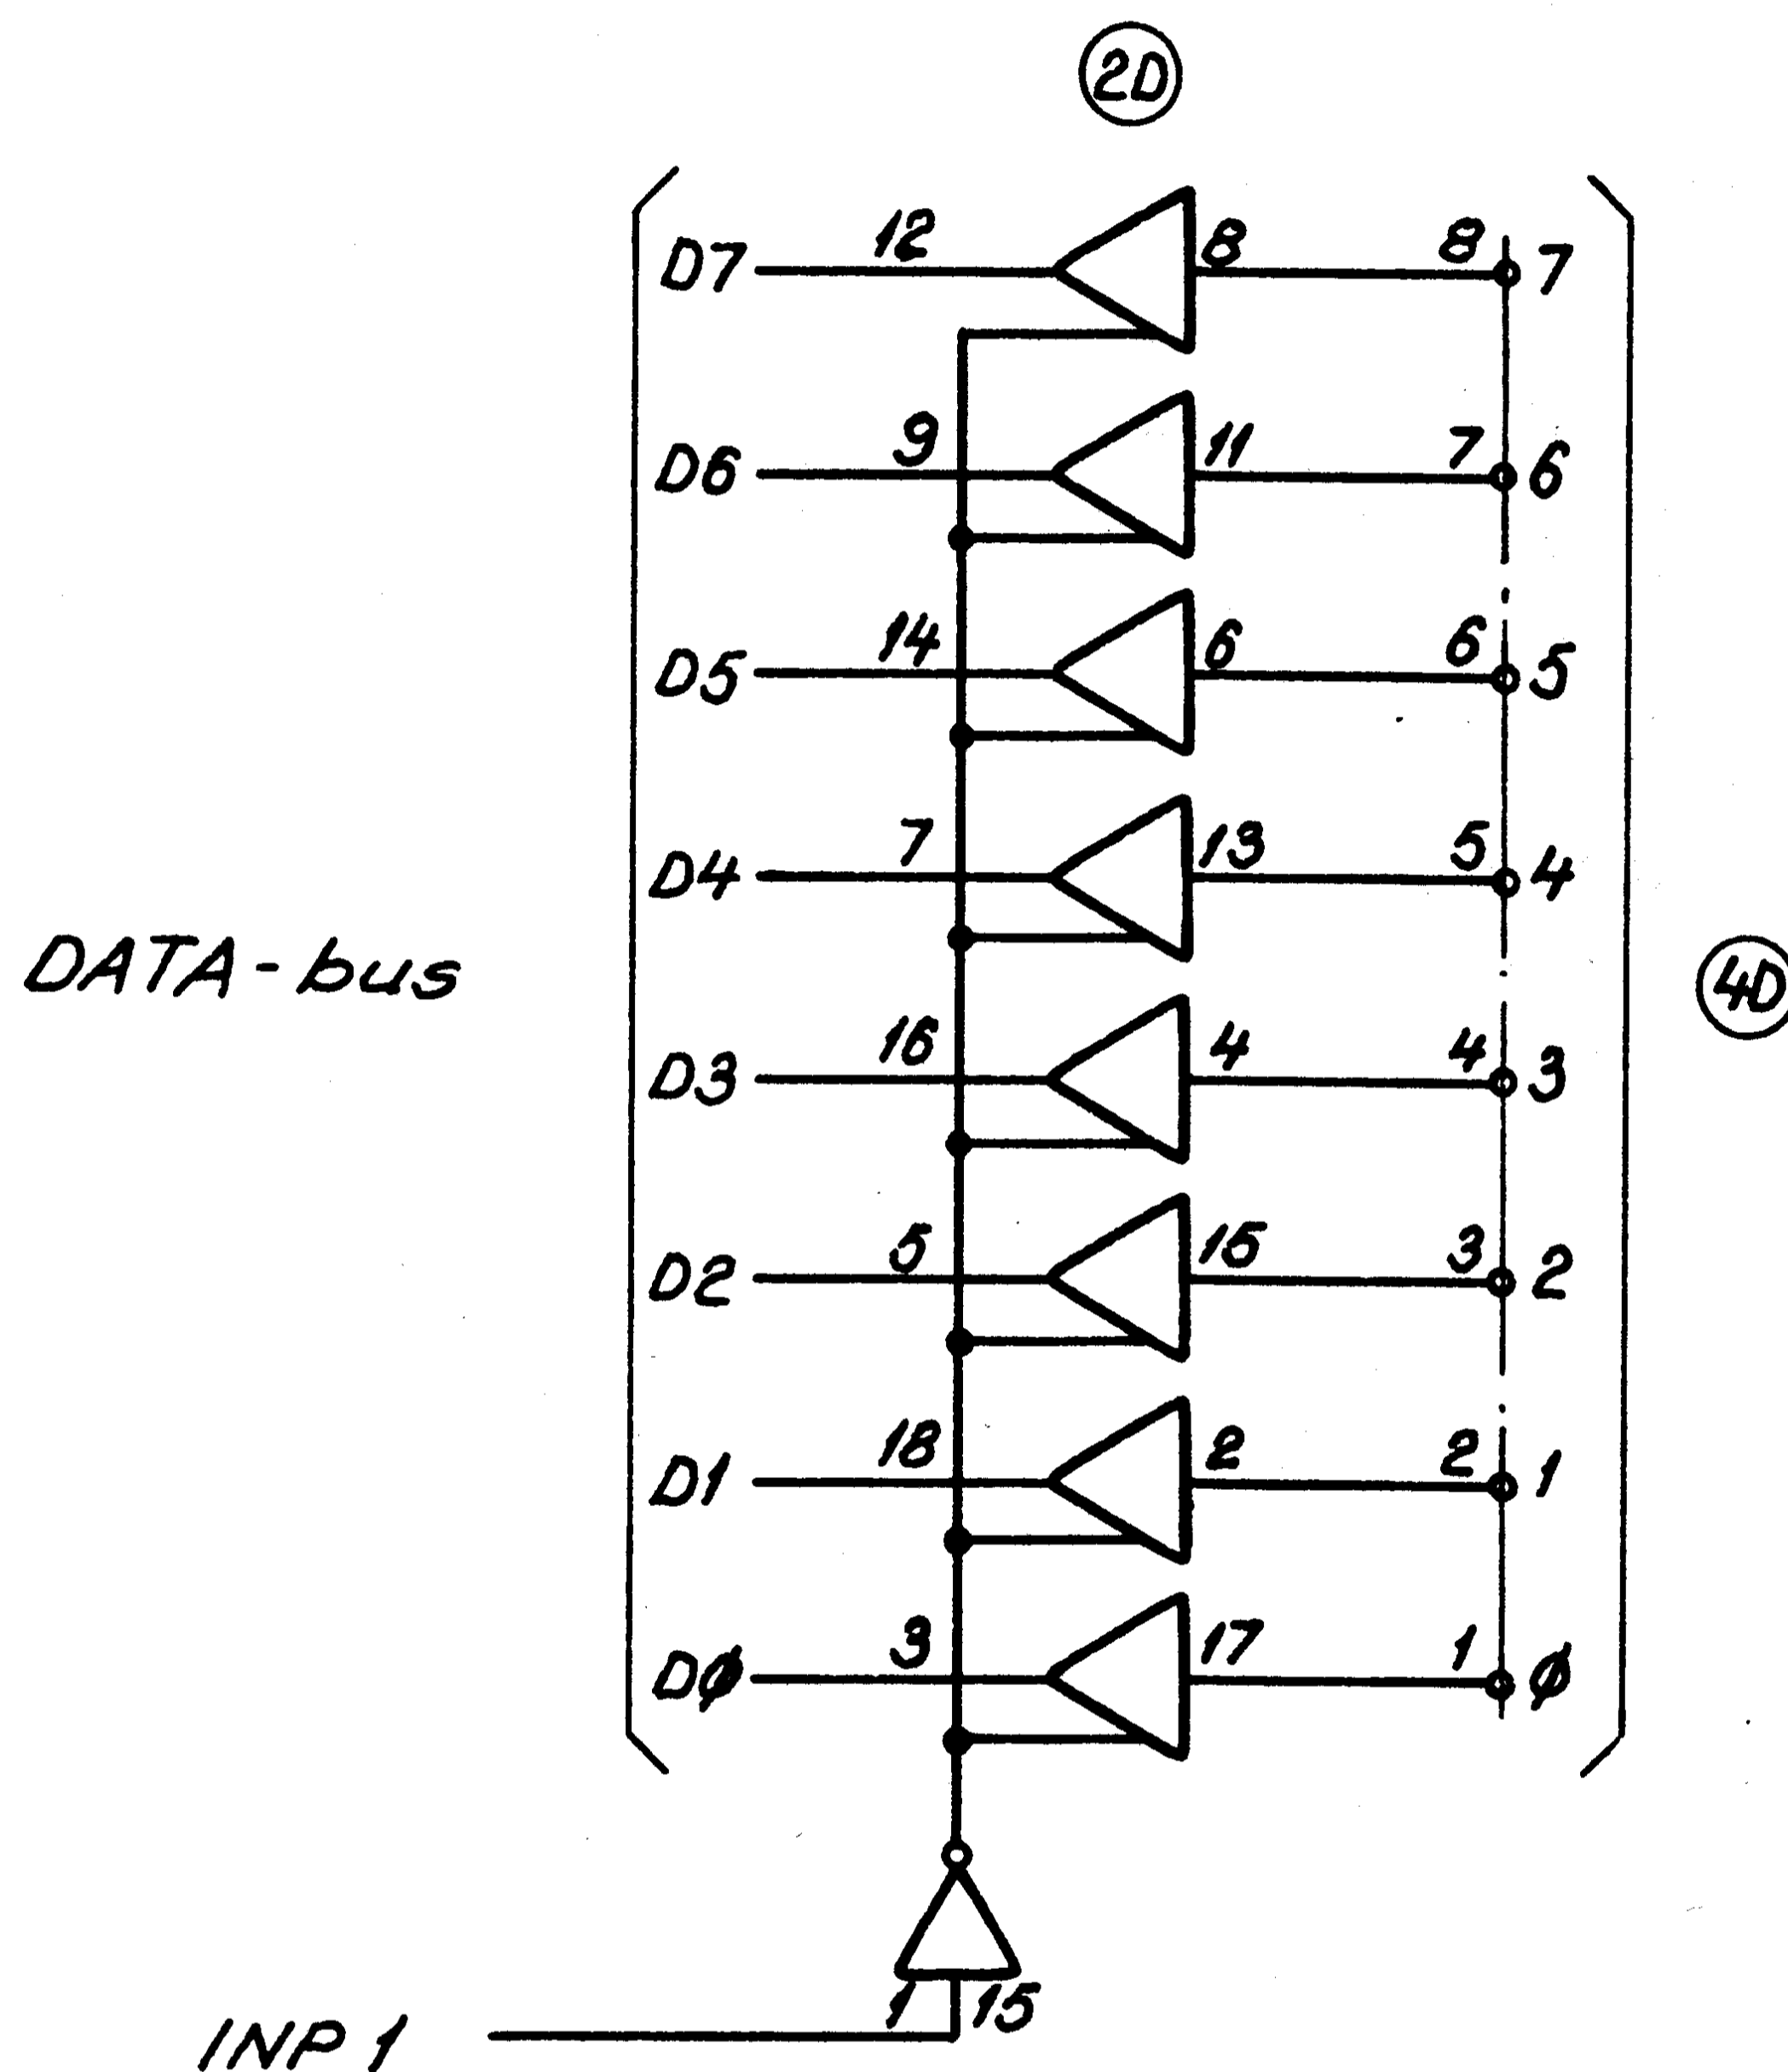 2D
D7 12 8 8 7
D6 9 11 7 6
D5 14 6 6 5
D4 7 13 5 4
DATA-bus
4D
D3 16 4 4 3
D2 5 15 3 2
D1 18 2 2 1
DØ 3 17 1 Ø
1 15
INP 1